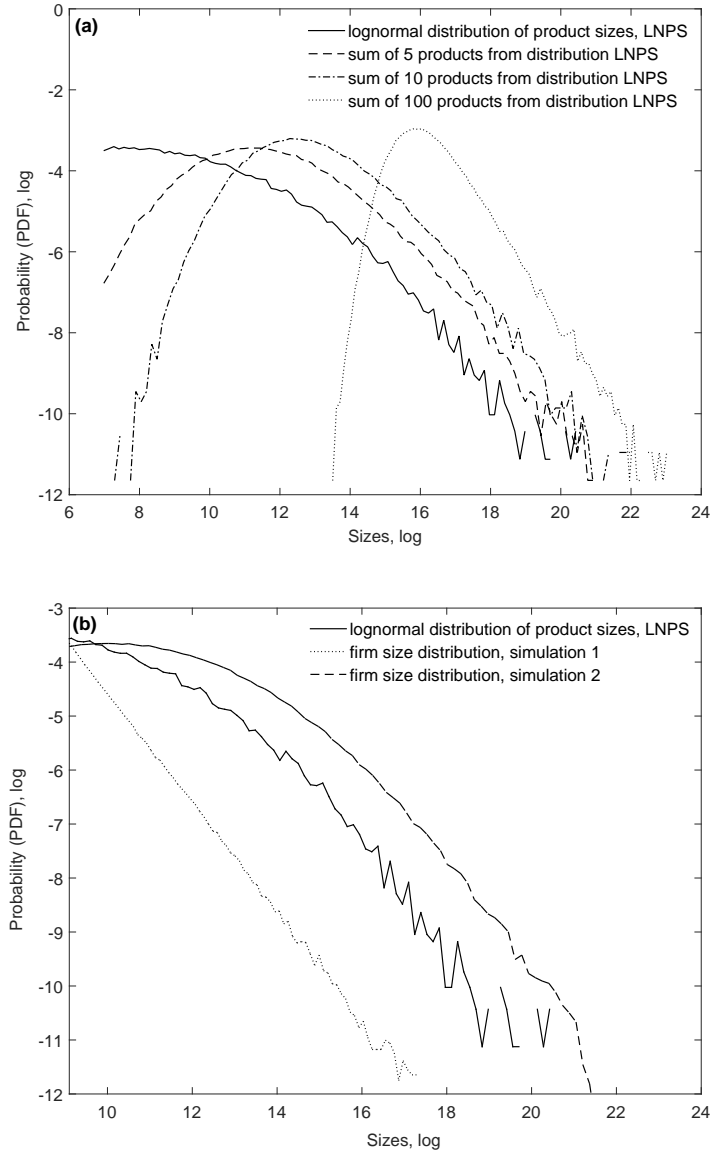 (a)
lognormal distribution of product sizes, LNPS
sum of 5 products from distribution LNPS
sum of 10 products from distribution LNPS
sum of 100 products from distribution LNPS
0
-2
-4
-6
-8
-10
-12
Probability (PDF), log
6 8 10 12 14 16 18 20 22 24
Sizes, log
(b)
lognormal distribution of product sizes, LNPS
firm size distribution, simulation 1
firm size distribution, simulation 2
-3
-4
-5
-6
-7
-8
-9
-10
-11
-12
Probability (PDF), log
10 12 14 16 18 20 22 24
Sizes, log